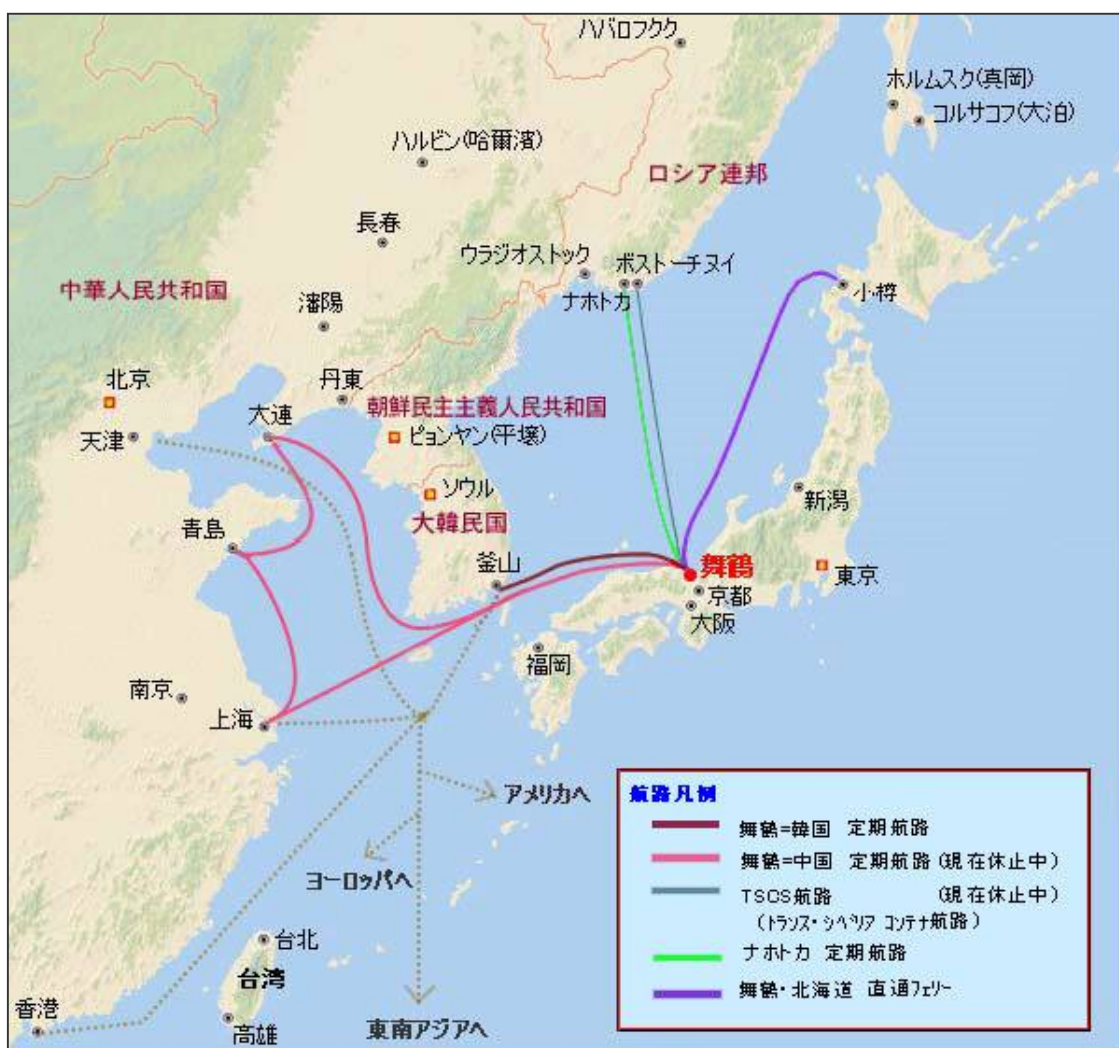 ハバロフクク
ホルムスク(真岡)
コルサコフ(大泊)
ハルビン(哈爾濱)
ロシア連邦
長春
ウラジオストック
ボストーチヌイ
中華人民共和国
ナホトカ
小樽
瀋陽
北京
丹東
朝鮮民主主義人民共和国
大連
天津
ピョンヤン(平壌)
ソウル
新潟
大韓民国
青島
釜山
舞鶴
東京
京都
大阪
福岡
南京
上海
アメリカへ
ヨーロッパへ
台北
台湾
香港
高雄
東南アジアへ
航路凡例
舞鶴=韓国 定期航路
舞鶴=中国 定期航路(現在休止中)
TSCS航路 (現在休止中)
(トランス・シベリア コンテナ航路)
ナホトカ 定期航路
舞鶴・北海道 直通フェリー